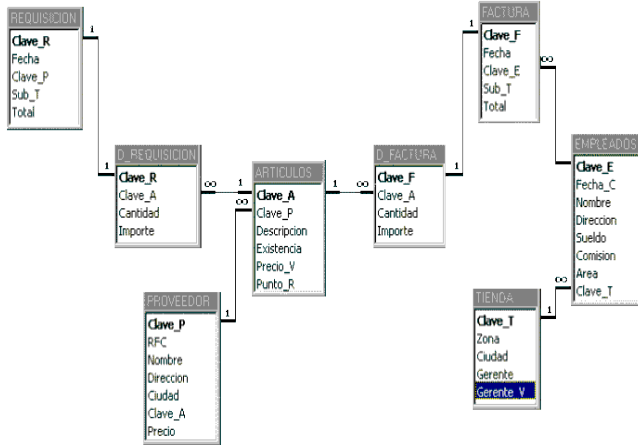 REQUISICION
Clave_R
Fecha
Clave_P
Sub_T
Total
1
1
D_REQUISICION
Clave_R
Clave_A
Cantidad
Importe
∞
1
ARTICULOS
Clave_A
Clave_P
Descripcion
Existencia
Precio_V
Punto_R
∞
1
∞
D_FACTURA
Clave_F
Clave_A
Cantidad
Importe
1
1
FACTURA
Clave_F
Fecha
Clave_E
Sub_T
Total
∞
1
EMPLEADOS
Clave_E
Fecha_C
Nombre
Direccion
Sueldo
Comision
Area
Clave_T
∞
1
PROVEEDOR
Clave_P
RFC
Nombre
Direccion
Ciudad
Clave_A
Precio
1
TIENDA
Clave_T
Zona
Ciudad
Gerente
Gerente_V